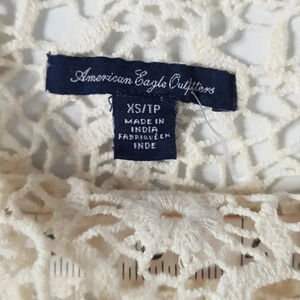 American Eagle Outfitters
XS/TP
MADE IN
INDIA
FABRIQUÉ EN
INDE